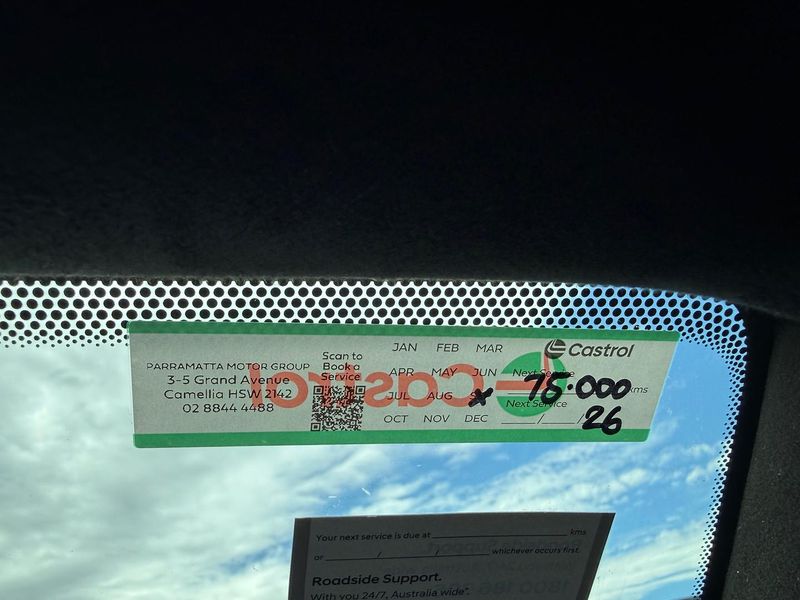 PARRAMATTA MOTOR GROUP
3-5 Grand Avenue
Camellia HSW 2142
02 8844 4488
Scan to
Book a
Service
JAN FEB MAR
APR MAY JUN
JUL AUG
OCT NOV DEC
Castrol
Next Service
75.000 kms
Next Service
26
Castrol
Your next service is due at kms
or / / whichever occurs first.
Roadside Support.
With you 24/7, Australia wide*.